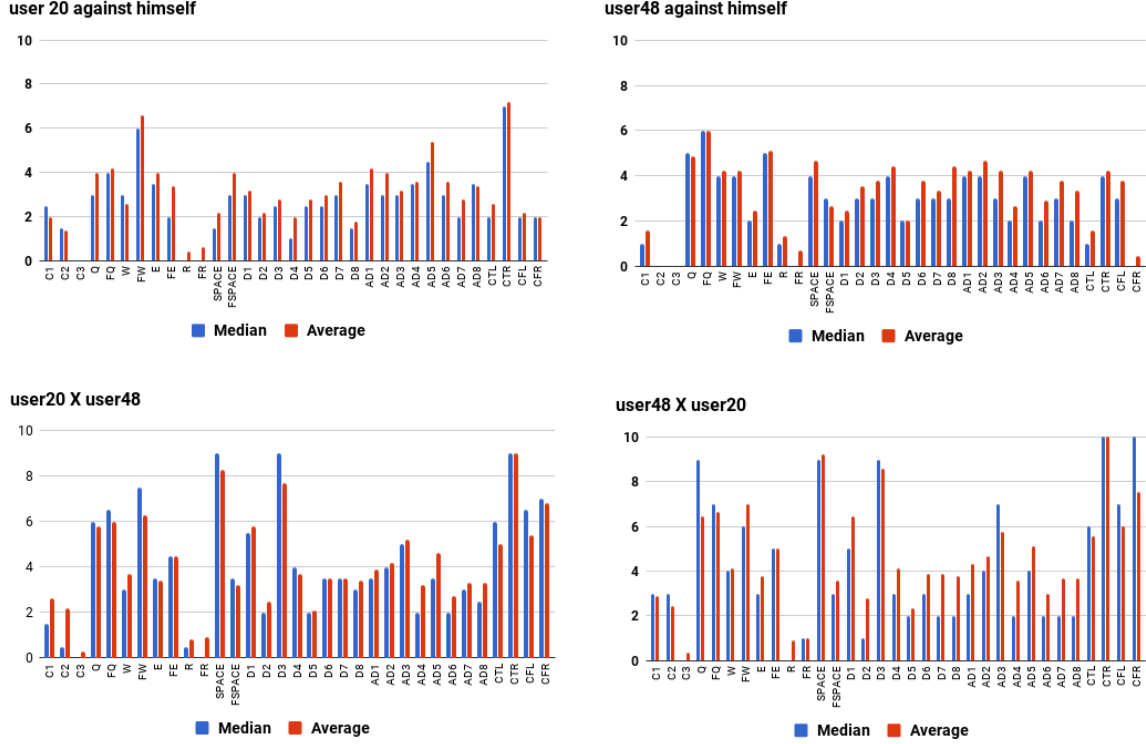 user 20 against himself
10
8
6
4
2
0
C1 C2 C3 Q FQ W FW E FE R FR SPACE FSPACE D1 D2 D3 D4 D5 D6 D7 D8 AD1 AD2 AD3 AD4 AD5 AD6 AD7 AD8 CTL CTR CFL CFR
Median Average
user48 against himself
10
8
6
4
2
0
C1 C2 C3 Q FQ W FW E FE R FR SPACE FSPACE D1 D2 D3 D4 D5 D6 D7 D8 AD1 AD2 AD3 AD4 AD5 AD6 AD7 AD8 CTL CTR CFL CFR
Median Average
user20 X user48
10
8
6
4
2
0
C1 C2 C3 Q FQ W FW E FE R FR SPACE FSPACE D1 D2 D3 D4 D5 D6 D7 D8 AD1 AD2 AD3 AD4 AD5 AD6 AD7 AD8 CTL CTR CFL CFR
Median Average
user48 X user20
10
8
6
4
2
0
C1 C2 C3 Q FQ W FW E FE R FR SPACE FSPACE D1 D2 D3 D4 D5 D6 D7 D8 AD1 AD2 AD3 AD4 AD5 AD6 AD7 AD8 CTL CTR CFL CFR
Median Average